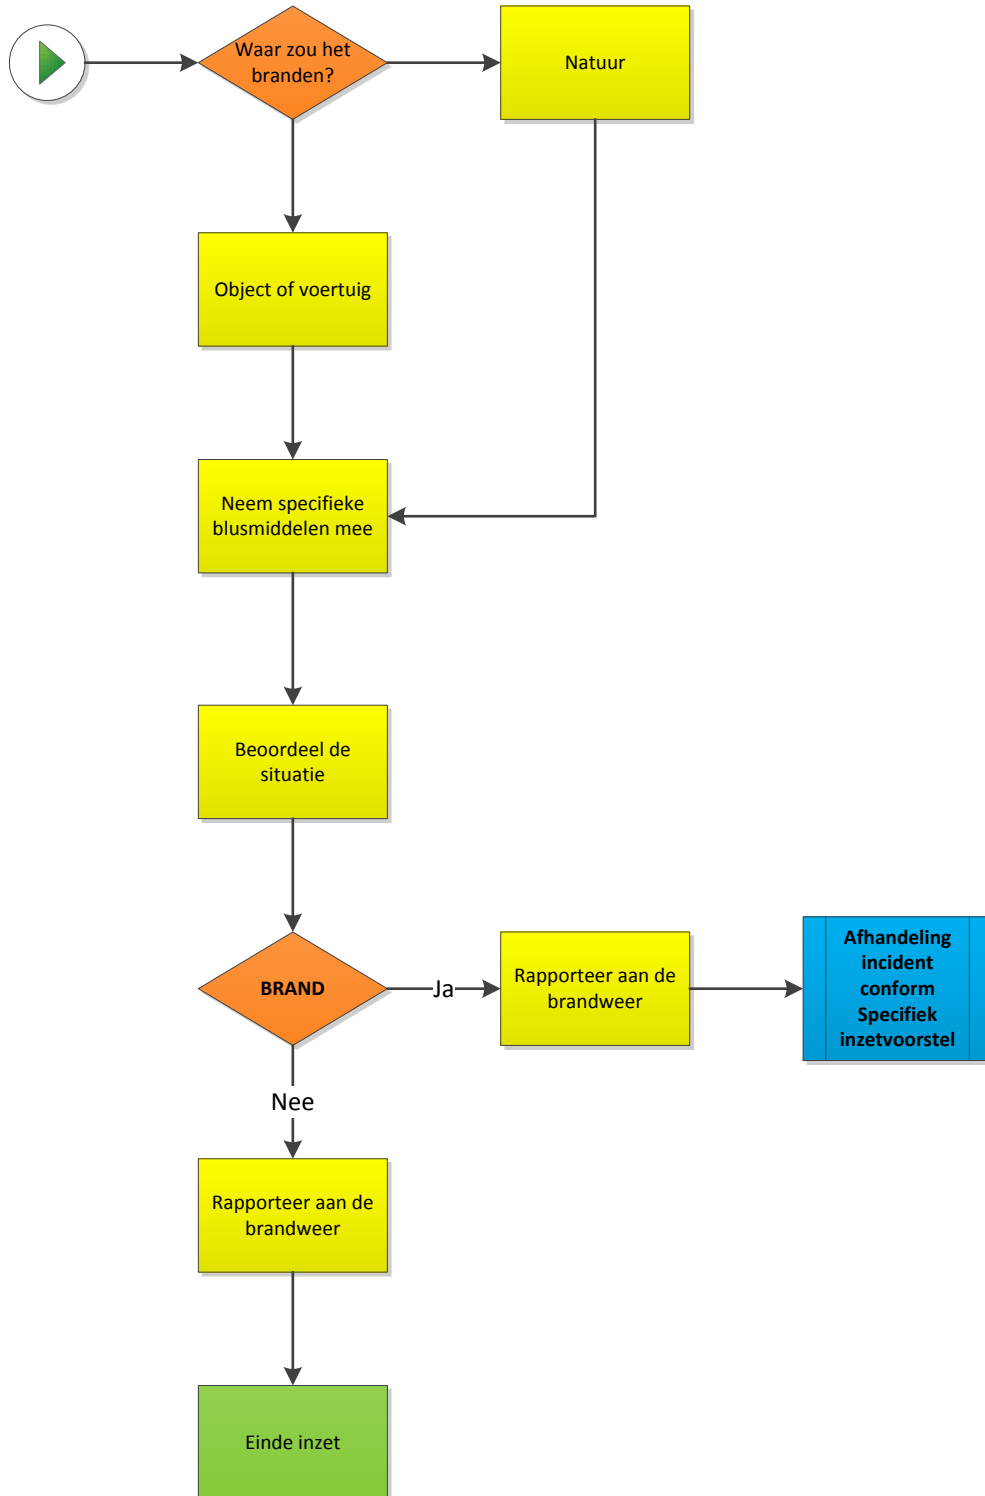 Waar zou het
branden?
Natuur
Object of voertuig
Neem specifieke
blusmiddelen mee
Beoordeel de
situatie
BRAND
Ja
Rapporteer aan de
brandweer
Afhandeling
incident
conform
Specifiek
inzetvoorstel
Nee
Rapporteer aan de
brandweer
Einde inzet